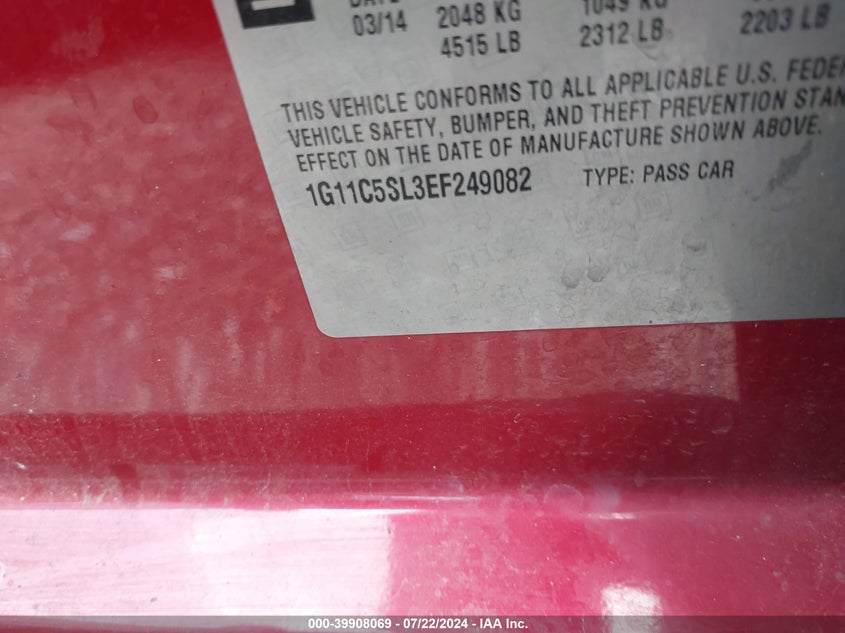 03/14 2048 KG
4515 LB 2312 LB 2203 LB
THIS VEHICLE CONFORMS TO ALL APPLICABLE U.S. FEDER
VEHICLE SAFETY, BUMPER, AND THEFT PREVENTION STAN
EFFECT ON THE DATE OF MANUFACTURE SHOWN ABOVE.
1G11C5SL3EF249082 TYPE: PASS CAR
000-39908069 - 07/22/2024 - IAA Inc.